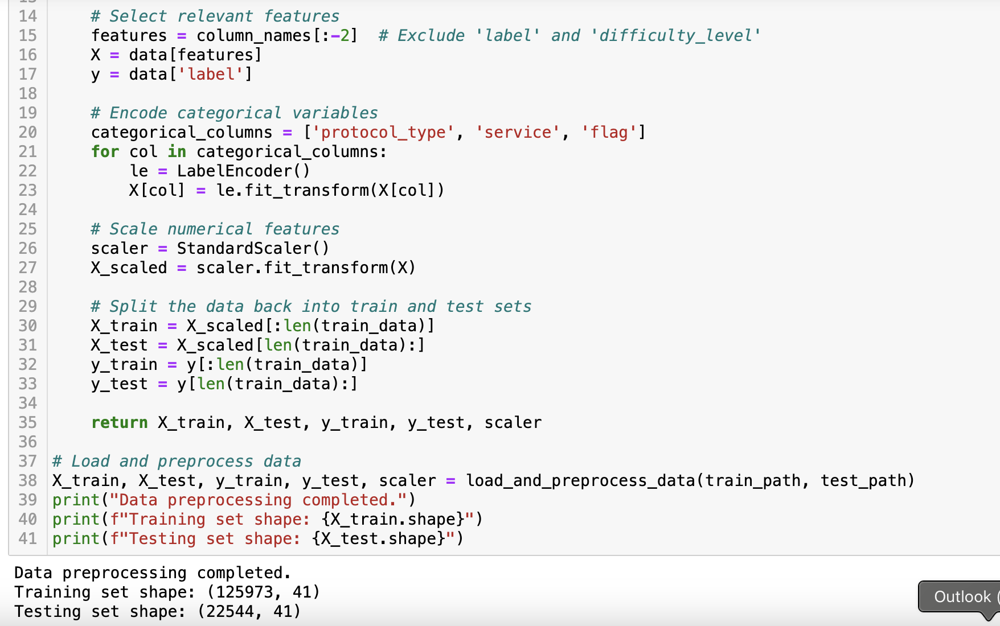 14 # Select relevant features
15 features = column_names[:-2]  # Exclude 'label' and 'difficulty_level'
16 X = data[features]
17 y = data['label']
18
19 # Encode categorical variables
20 categorical_columns = ['protocol_type', 'service', 'flag']
21 for col in categorical_columns:
22     le = LabelEncoder()
23     X[col] = le.fit_transform(X[col])
24
25 # Scale numerical features
26 scaler = StandardScaler()
27 X_scaled = scaler.fit_transform(X)
28
29 # Split the data back into train and test sets
30 X_train = X_scaled[:len(train_data)]
31 X_test = X_scaled[len(train_data):]
32 y_train = y[:len(train_data)]
33 y_test = y[len(train_data):]
34
35 return X_train, X_test, y_train, y_test, scaler
36
37 # Load and preprocess data
38 X_train, X_test, y_train, y_test, scaler = load_and_preprocess_data(train_path, test_path)
39 print("Data preprocessing completed.")
40 print(f"Training set shape: {X_train.shape}")
41 print(f"Testing set shape: {X_test.shape}")
Data preprocessing completed.
Training set shape: (125973, 41)
Testing set shape: (22544, 41)
Outlook (